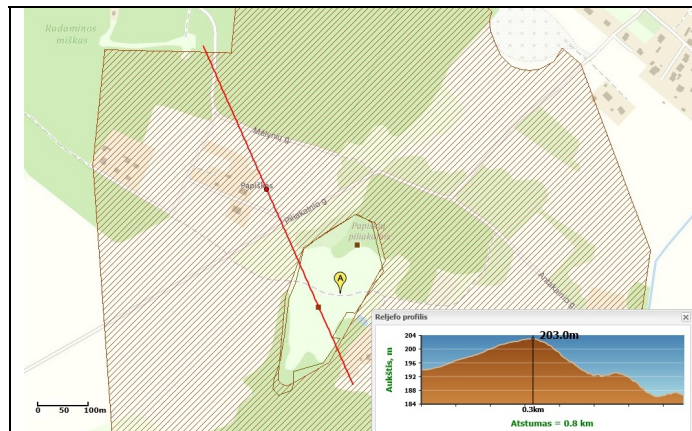 Rudaminos
miškas
Mėlynių g.
Papiškės
Piliakalnio g.
Papiškių
piliakalnis
A
Antakalnio g.
0 50 100m
Reljefo profilis
203.0m
Aukštis, m
204
200
196
192
188
184
0.3km
Atstumas = 0.8 km